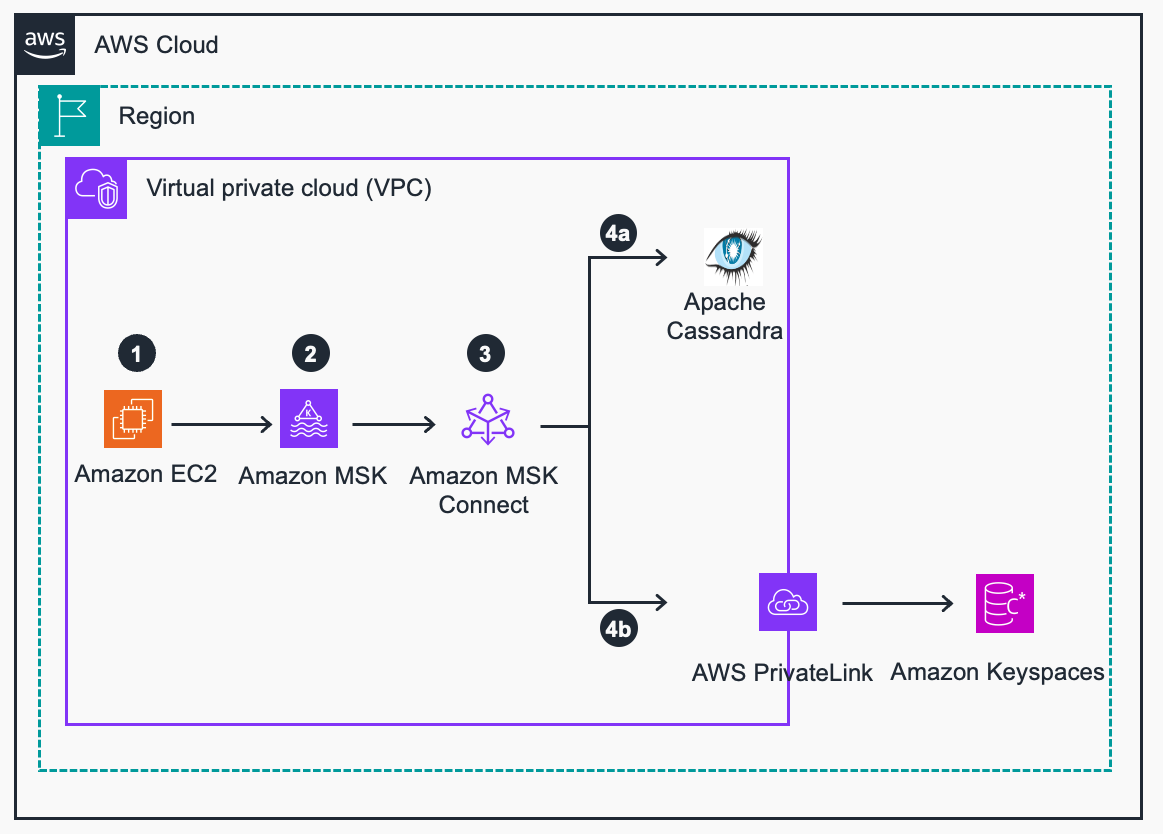 aws
AWS Cloud
Region
Virtual private cloud (VPC)
4a
Apache
Cassandra
1
2
3
K
Amazon EC2
Amazon MSK
Amazon MSK
Connect
C*
4b
AWS PrivateLink
Amazon Keyspaces